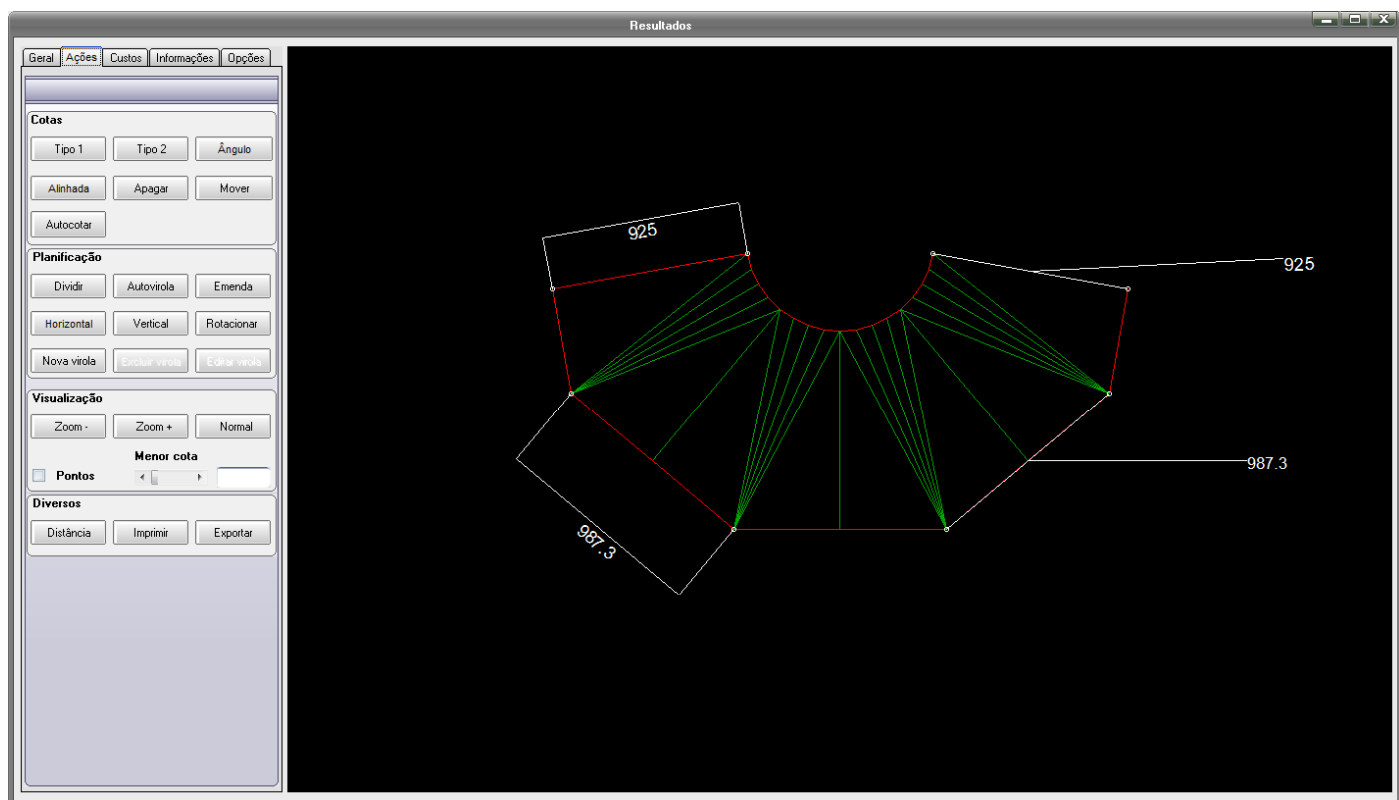 Resultados
Geral Ações Custos Informações Opções
Cotas
Tipo 1 Tipo 2 Ângulo
Alinhada Apagar Mover
Autocotar
Planificação
Dividir Autovirola Emenda
Horizontal Vertical Rotacionar
Nova virola Excluir virola Editar virola
Visualização
Zoom - Zoom + Normal
Menor cota
Pontos
Diversos
Distância Imprimir Exportar
925
925
987.3
987.3